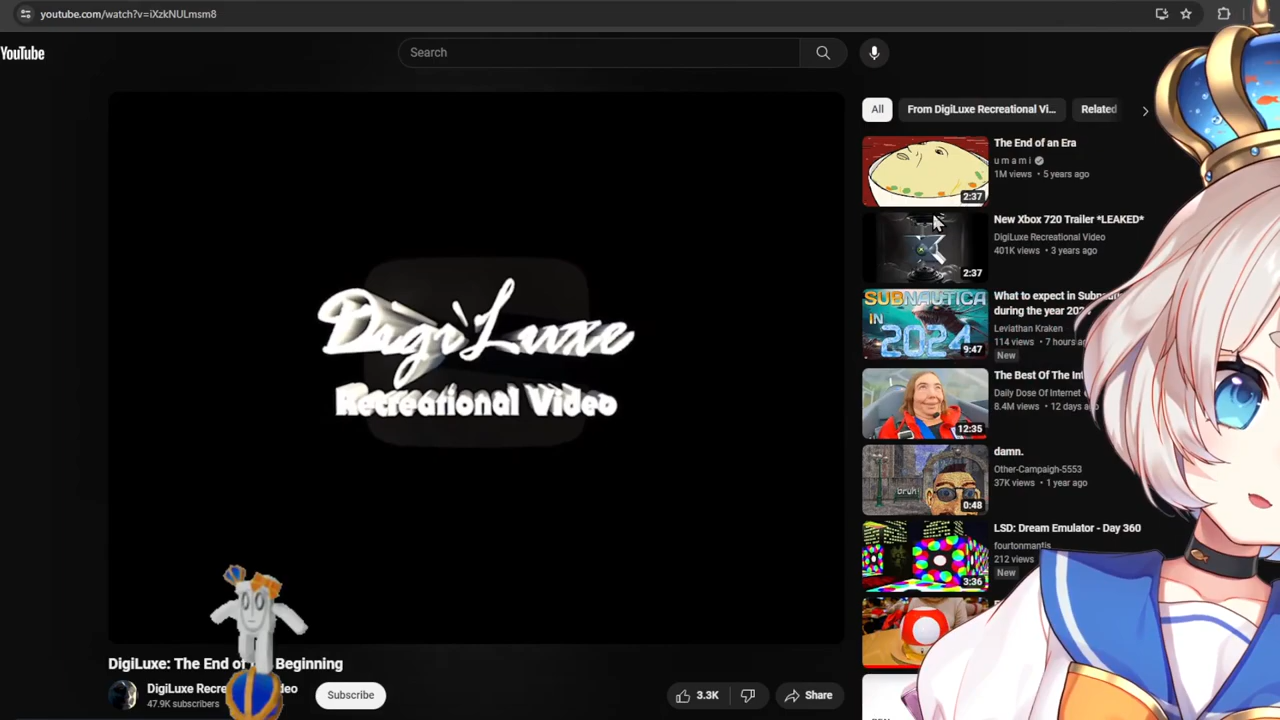 youtube.com/watch?v=iXzkNULmsm8
YouTube
Search
All
From DigiLuxe Recreational Vi...
Related
DigiLuxe
Recreational Video
The End of an Era
u m a m i
1M views • 5 years ago
2:37
New Xbox 720 Trailer *LEAKED*
DigiLuxe Recreational Video
401K views • 3 years ago
2:37
SUBNAUTICA
IN
2024
9:47
What to expect in
during the year
Leviathan Kraken
114 views • 7 hours
New
The Best Of The
Daily Dose Of Internet
8.4M views • 12 days
12:35
bruh!
0:48
damn.
Other-Campaign-5553
37K views • 1 year ago
LSD: Dream Emulator - Day 360
fourtonmantis
212 views
New
3:36
DigiLuxe: The End of Beginning
DigiLuxe
47.9K subscribers
Subscribe
3.3K
Share